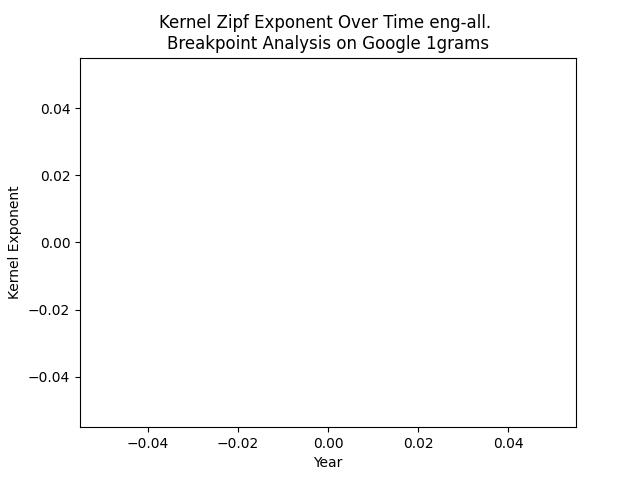 Kernel Zipf Exponent Over Time eng-all.
Breakpoint Analysis on Google 1grams
0.04
0.02
0.00
−0.02
−0.04
Kernel Exponent
−0.04 −0.02 0.00 0.02 0.04
Year